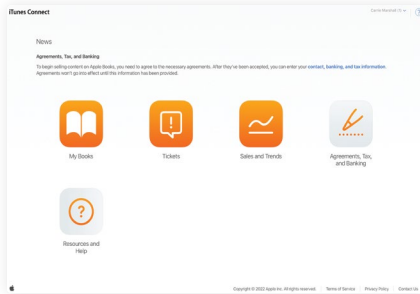 iTunes Connect
News
Agreements, Tax, and Banking
To begin selling content on Apple Books, you need to agree to the necessary agreements. After they've been accepted, you can enter your contact, banking, and tax information.
Agreements won't go into effect until this information has been provided.
My Books
Tickets
Sales and Trends
Agreements, Tax,
and Banking
Resources and
Help
Copyright © 2022 Apple Inc. All rights reserved Terms of Service Privacy Policy Contact Us